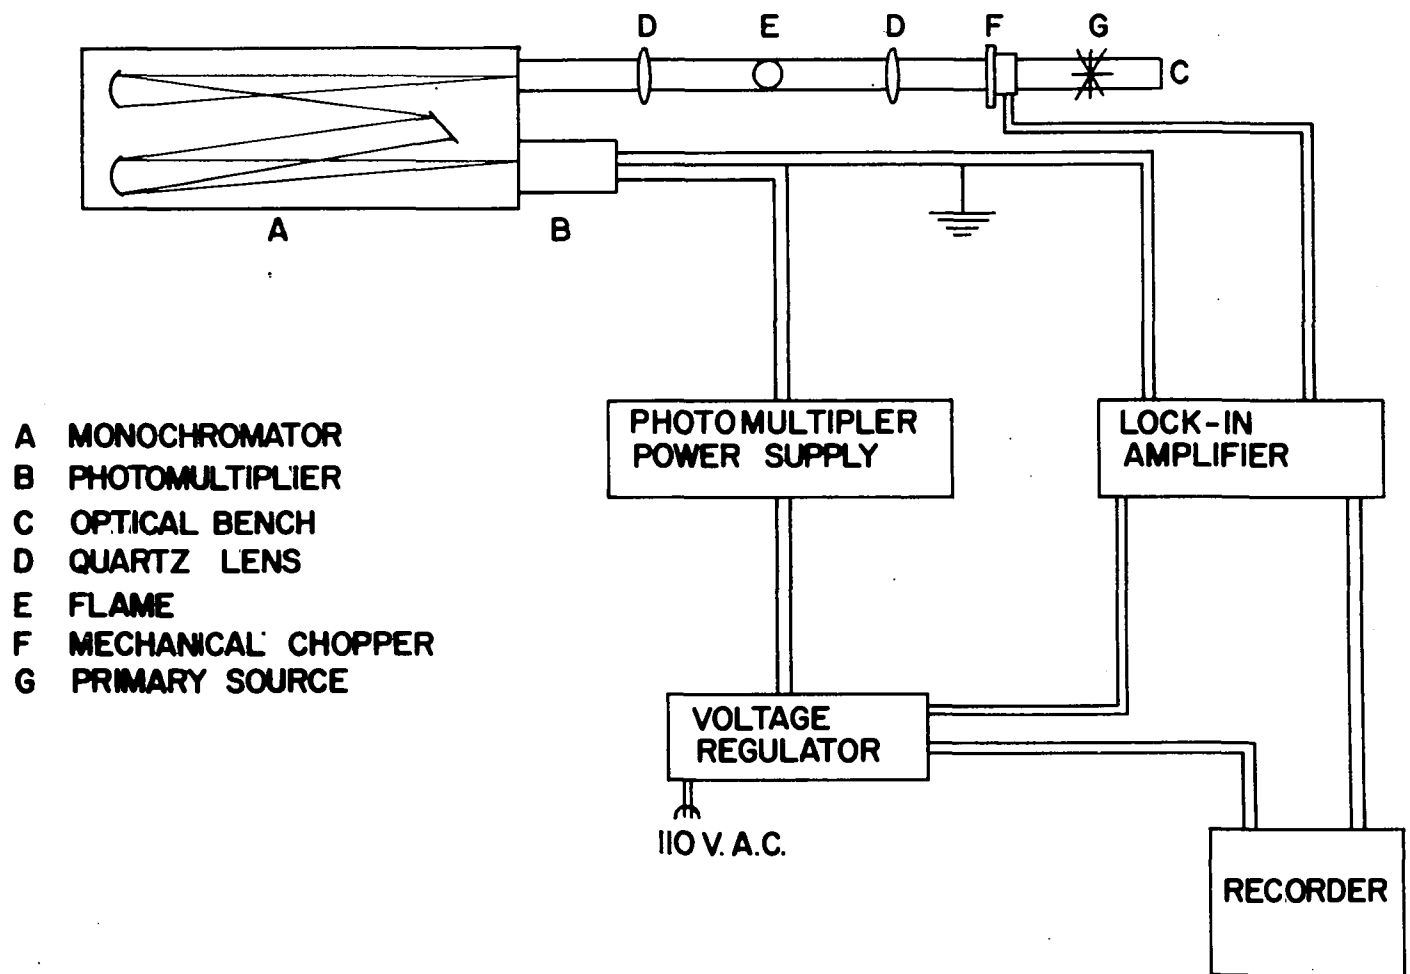 D E D F G
C
A B
A MONOCHROMATOR
B PHOTOMULTIPLIER
C OPTICAL BENCH
D QUARTZ LENS
E FLAME
F MECHANICAL CHOPPER
G PRIMARY SOURCE
PHOTOMULTIPLER
POWER SUPPLY
LOCK-IN
AMPLIFIER
VOLTAGE
REGULATOR
110 V. A.C.
RECORDER